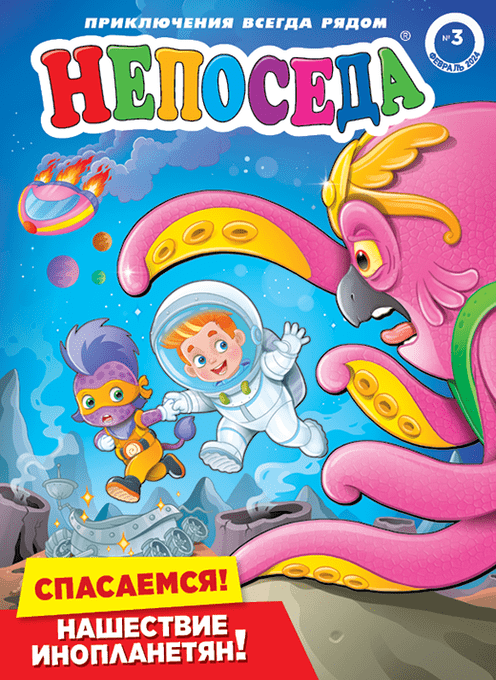 ПРИКЛЮЧЕНИЯ ВСЕГДА РЯДОМ
НЕПОСЕДА®
№3
ФЕВРАЛЬ 2024
СПАСАЕМСЯ!
НАШЕСТВИЕ
ИНОПЛАНЕТЯН!